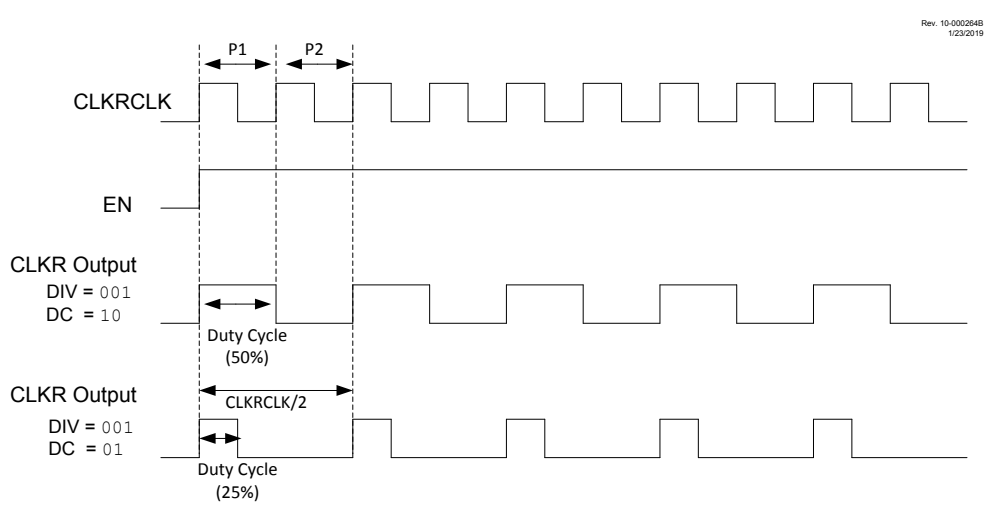 Rev. 10-000264B
1/23/2019
P1
P2
CLKRCLK
EN
CLKR Output
DIV = 001
DC = 10
Duty Cycle
(50%)
CLKR Output
CLKRCLK/2
DIV = 001
DC = 01
Duty Cycle
(25%)